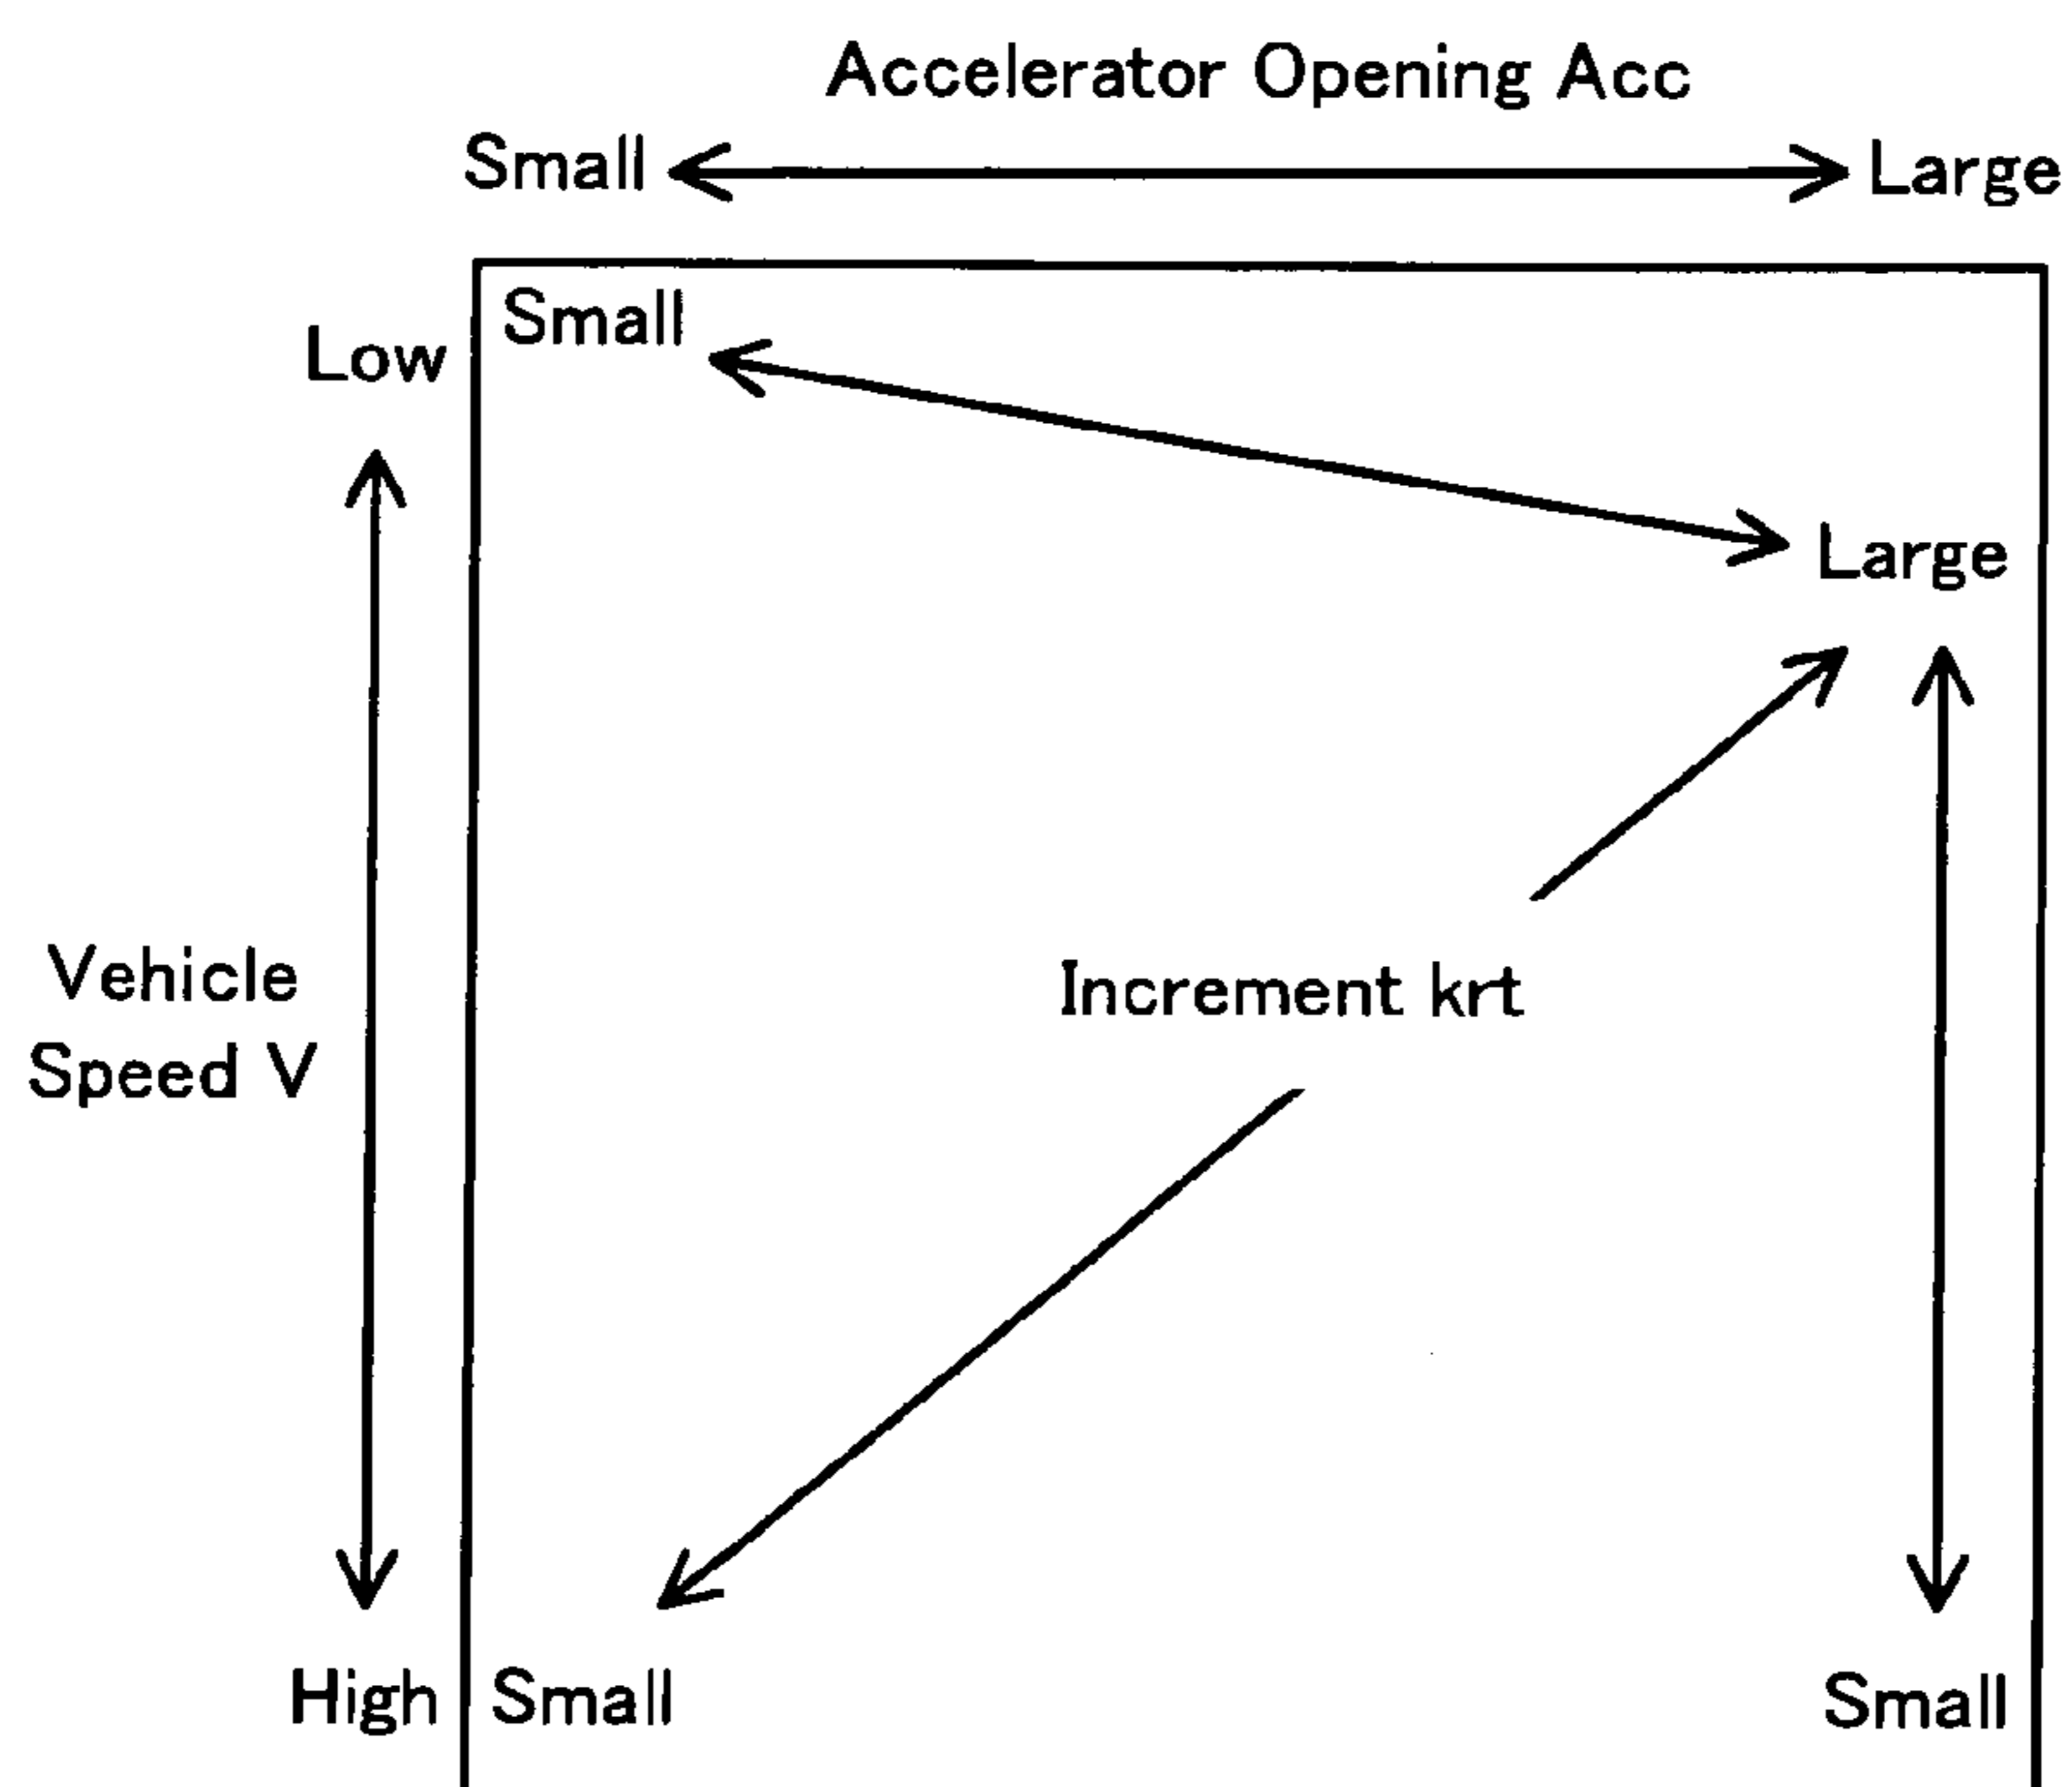 Accelerator Opening Acc
Small Large
Small
Low
Large
Vehicle
Speed V
Increment krt
High Small Small